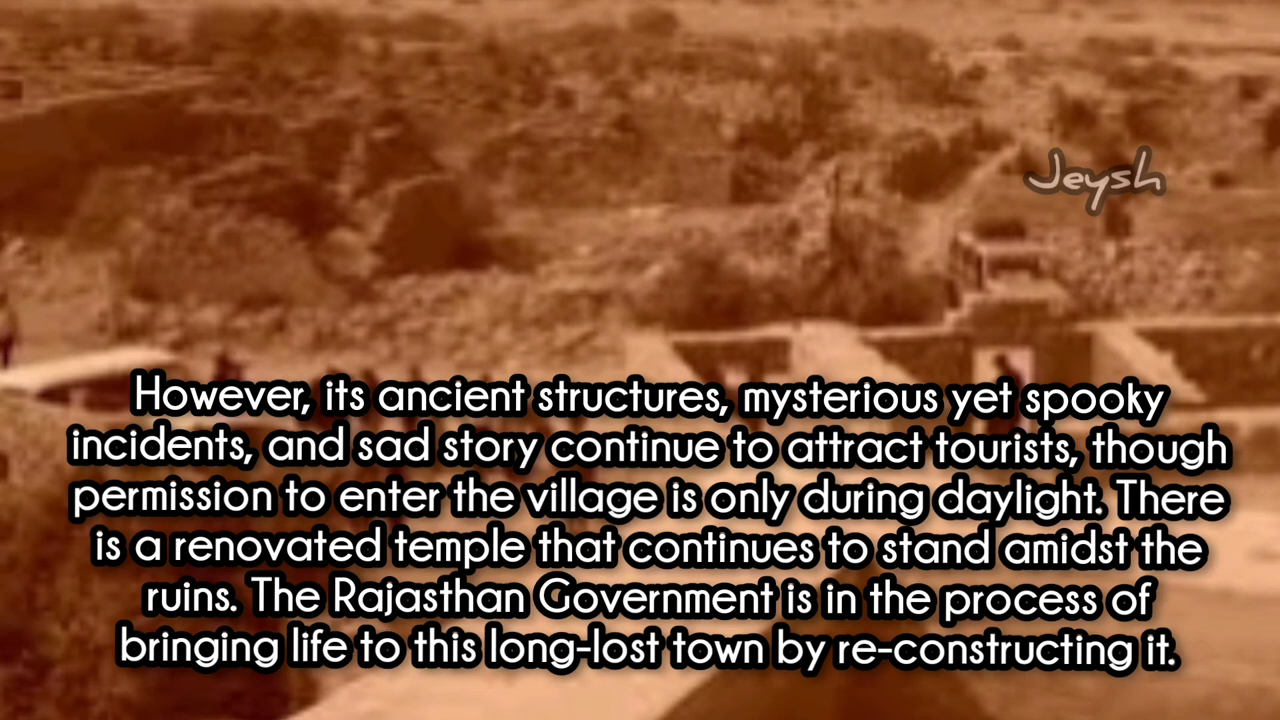 Jeysh
However, its ancient structures, mysterious yet spooky
incidents, and sad story continue to attract tourists, though
permission to enter the village is only during daylight. There
is a renovated temple that continues to stand amidst the
ruins. The Rajasthan Government is in the process of
bringing life to this long-lost town by re-constructing it.